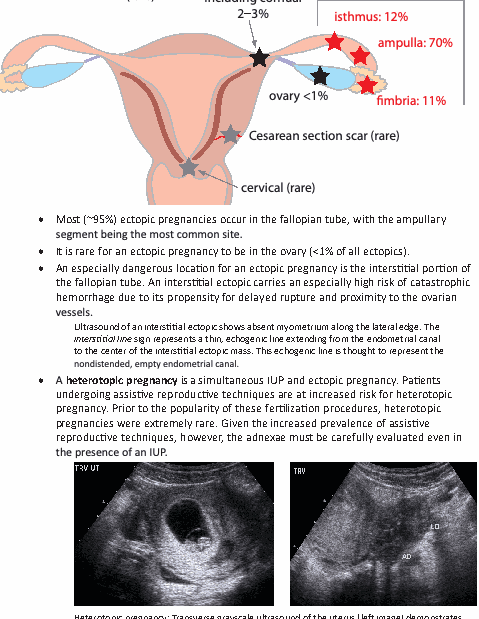 including cornual
2–3%
isthmus: 12%
ampulla: 70%
ovary <1%
fimbria: 11%
Cesarean section scar (rare)
cervical (rare)
• Most (~95%) ectopic pregnancies occur in the fallopian tube, with the ampullary
segment being the most common site.
• It is rare for an ectopic pregnancy to be in the ovary (<1% of all ectopics).
• An especially dangerous location for an ectopic pregnancy is the interstitial portion of
the fallopian tube. An interstitial ectopic carries an especially high risk of catastrophic
hemorrhage due to its propensity for delayed rupture and proximity to the ovarian
vessels.
Ultrasound of an interstitial ectopic shows absent myometrium along the lateral edge. The
interstitial line sign represents a thin, echogenic line extending from the endometrial canal
to the center of the interstitial ectopic mass. This echogenic line is thought to represent the
nondistended, empty endometrial canal.
• A heterotopic pregnancy is a simultaneous IUP and ectopic pregnancy. Patients
undergoing assistive reproductive techniques are at increased risk for heterotopic
pregnancy. Prior to the popularity of these fertilization procedures, heterotopic
pregnancies were extremely rare. Given the increased prevalence of assistive
reproductive techniques, however, the adnexae must be carefully evaluated even in
the presence of an IUP.
TRV UT
TRV
LO
AD
Heterotopic pregnancy: Transverse grayscale ultrasound of the uterus (left image) demonstrates